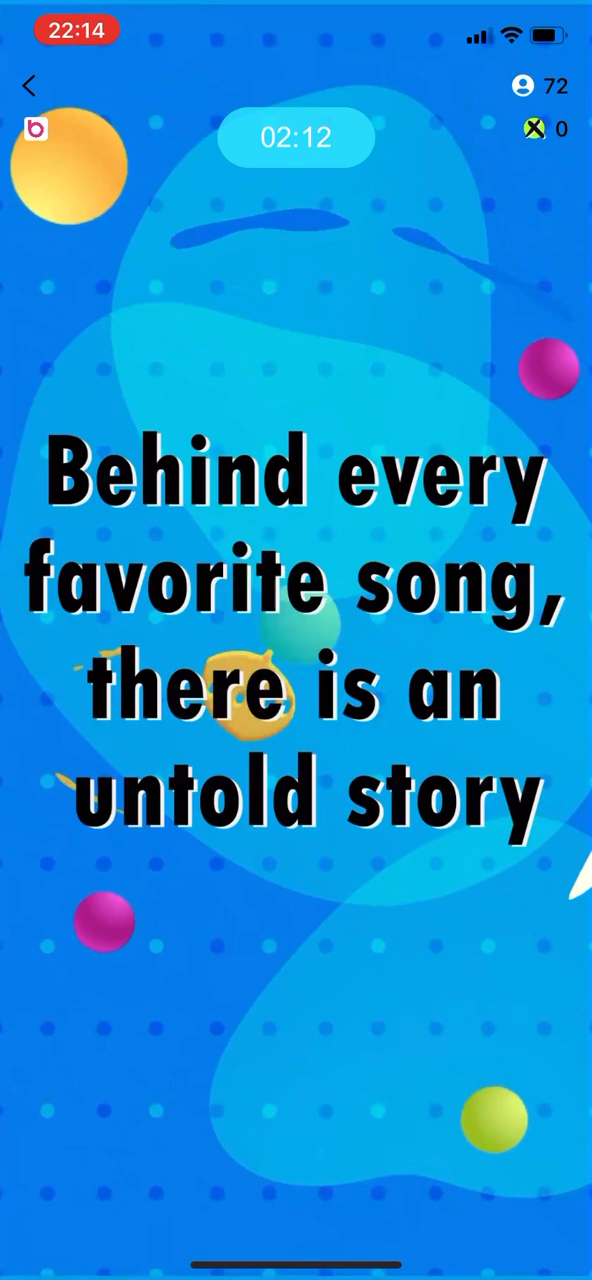 22:14
72
b
02:12
0
Behind every
favorite song,
there is an
untold story